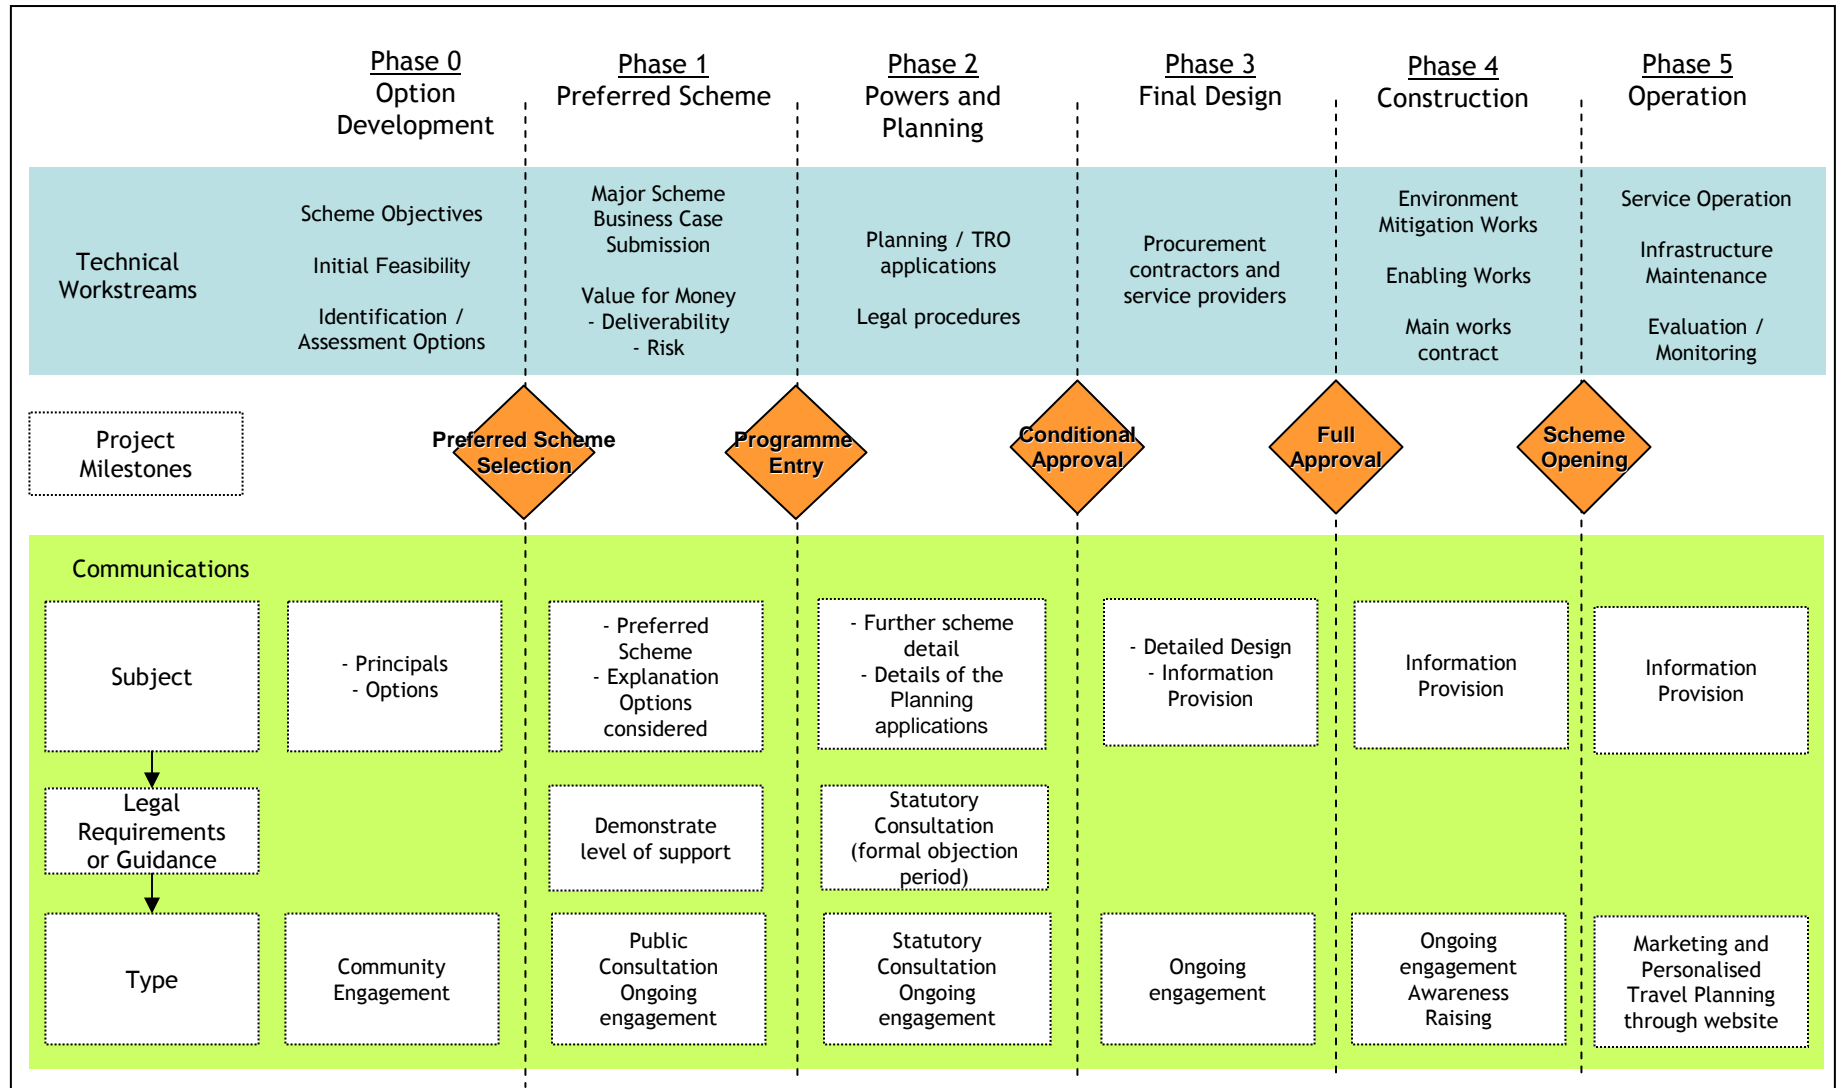 Phase 0
Option
Development
Phase 1
Preferred Scheme
Phase 2
Powers and
Planning
Phase 3
Final Design
Phase 4
Construction
Phase 5
Operation
Technical
Workstreams
Scheme Objectives
Initial Feasibility
Identification /
Assessment Options
Major Scheme
Business Case
Submission
Value for Money
- Deliverability
- Risk
Planning / TRO
applications
Legal procedures
Procurement
contractors and
service providers
Environment
Mitigation Works
Enabling Works
Main works
contract
Service Operation
Infrastructure
Maintenance
Evaluation /
Monitoring
Project
Milestones
Preferred Scheme
Selection
Programme
Entry
Conditional
Approval
Full
Approval
Scheme
Opening
Communications
Subject
- Principals
- Options
- Preferred
Scheme
- Explanation
Options
considered
- Further scheme
detail
- Details of the
Planning
applications
- Detailed Design
- Information
Provision
Information
Provision
Information
Provision
Legal
Requirements
or Guidance
Demonstrate
level of support
Statutory
Consultation
(formal objection
period)
Type
Community
Engagement
Public
Consultation
Ongoing
engagement
Statutory
Consultation
Ongoing
engagement
Ongoing
engagement
Ongoing
engagement
Awareness
Raising
Marketing and
Personalised
Travel Planning
through website